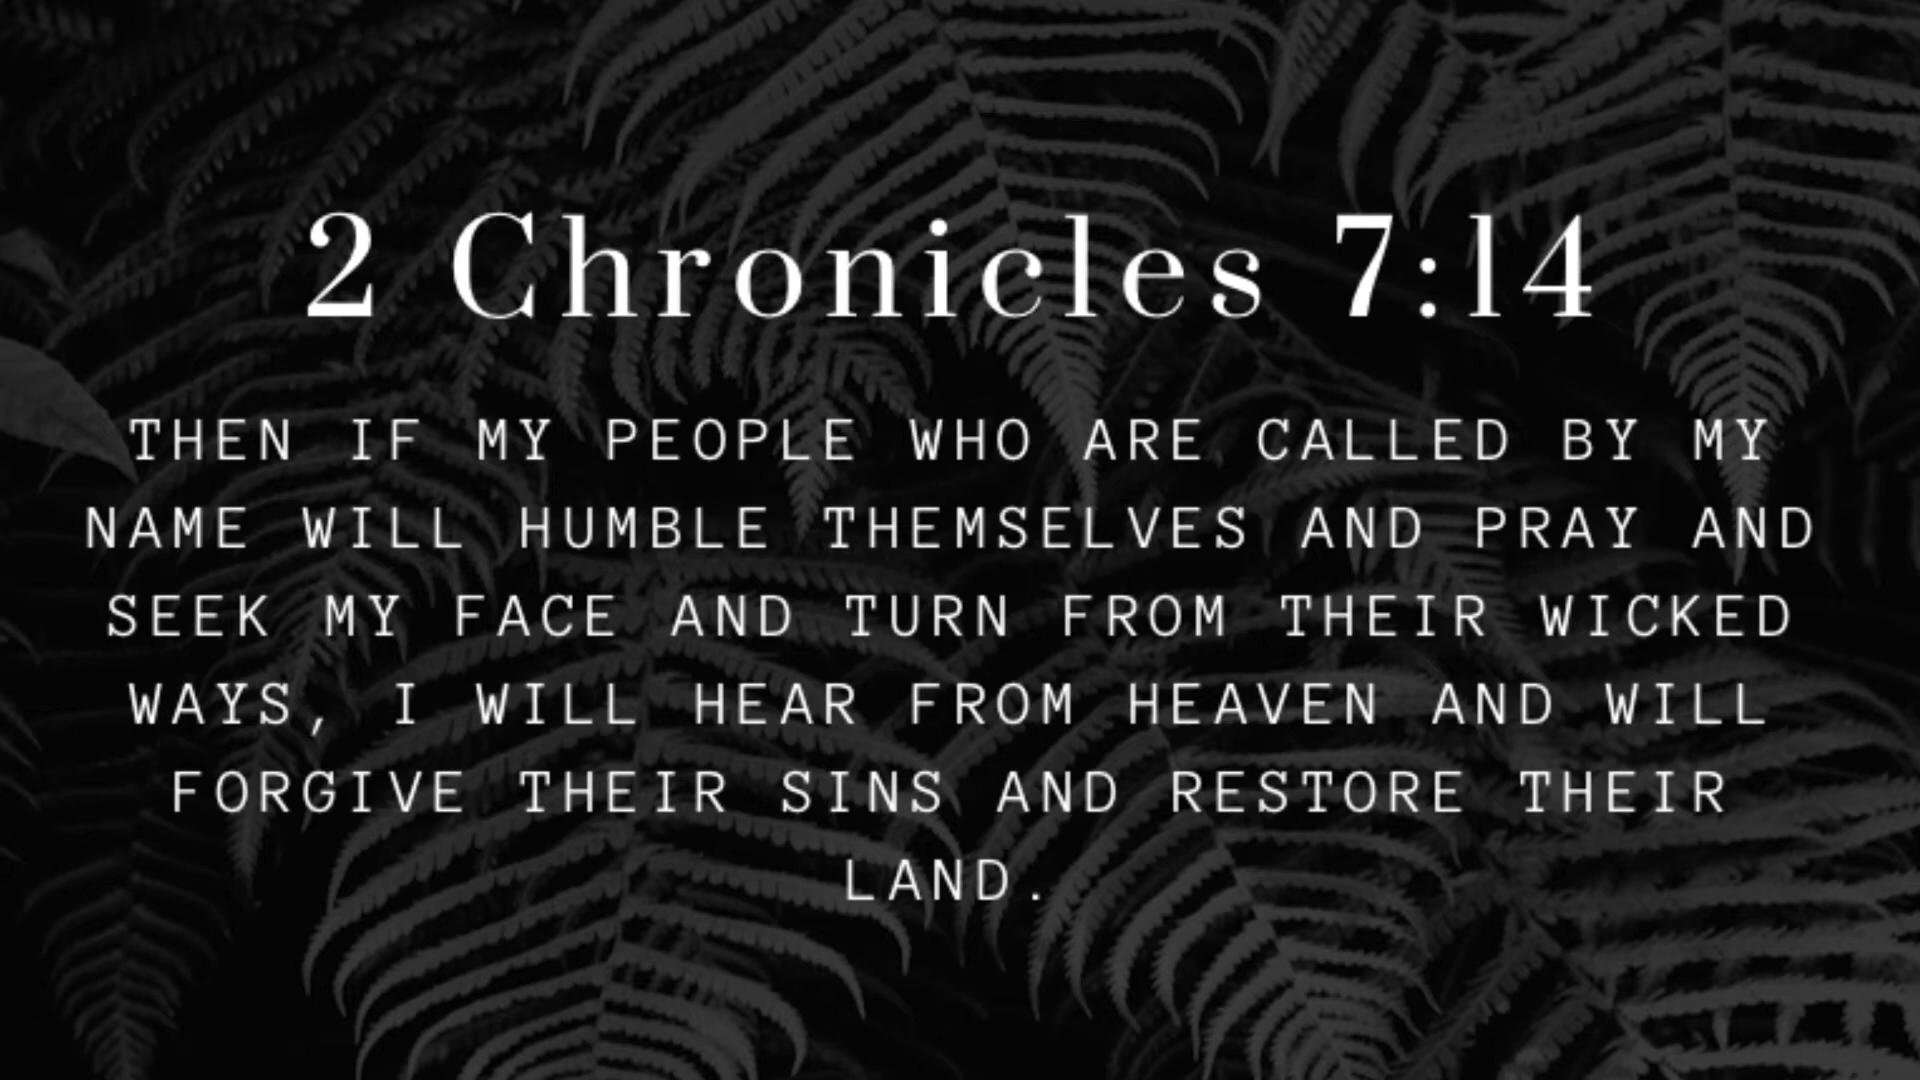 2 Chronicles 7:14
THEN IF MY PEOPLE WHO ARE CALLED BY MY
NAME WILL HUMBLE THEMSELVES AND PRAY AND
SEEK MY FACE AND TURN FROM THEIR WICKED
WAYS, I WILL HEAR FROM HEAVEN AND WILL
FORGIVE THEIR SINS AND RESTORE THEIR
LAND.